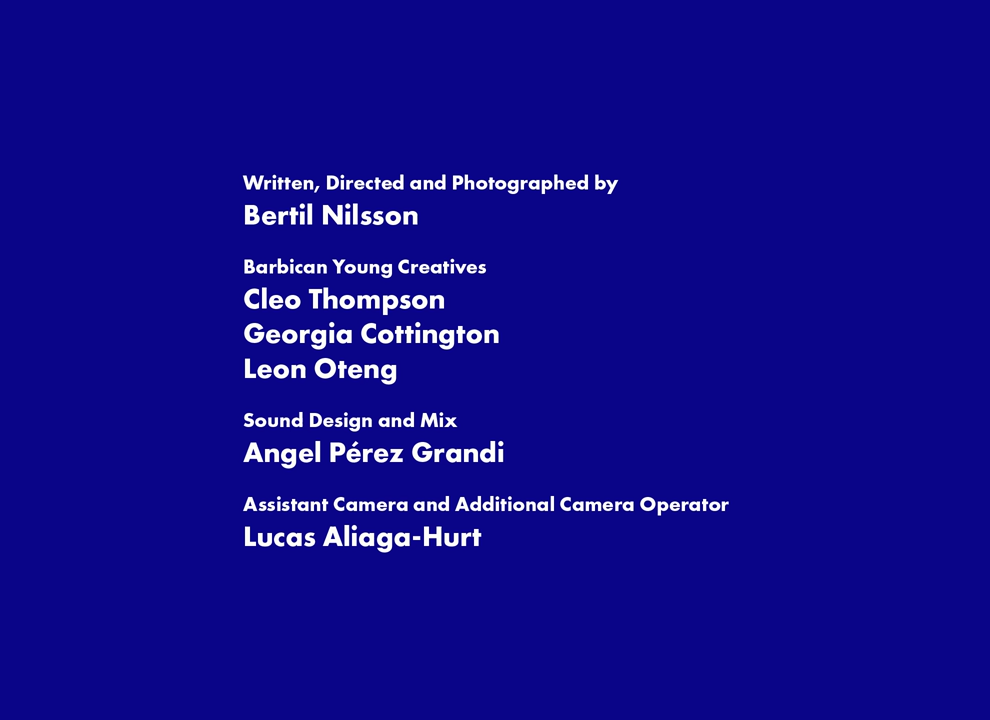 Written, Directed and Photographed by
Bertil Nilsson
Barbican Young Creatives
Cleo Thompson
Georgia Cottington
Leon Oteng
Sound Design and Mix
Angel Pérez Grandi
Assistant Camera and Additional Camera Operator
Lucas Aliaga-Hurt